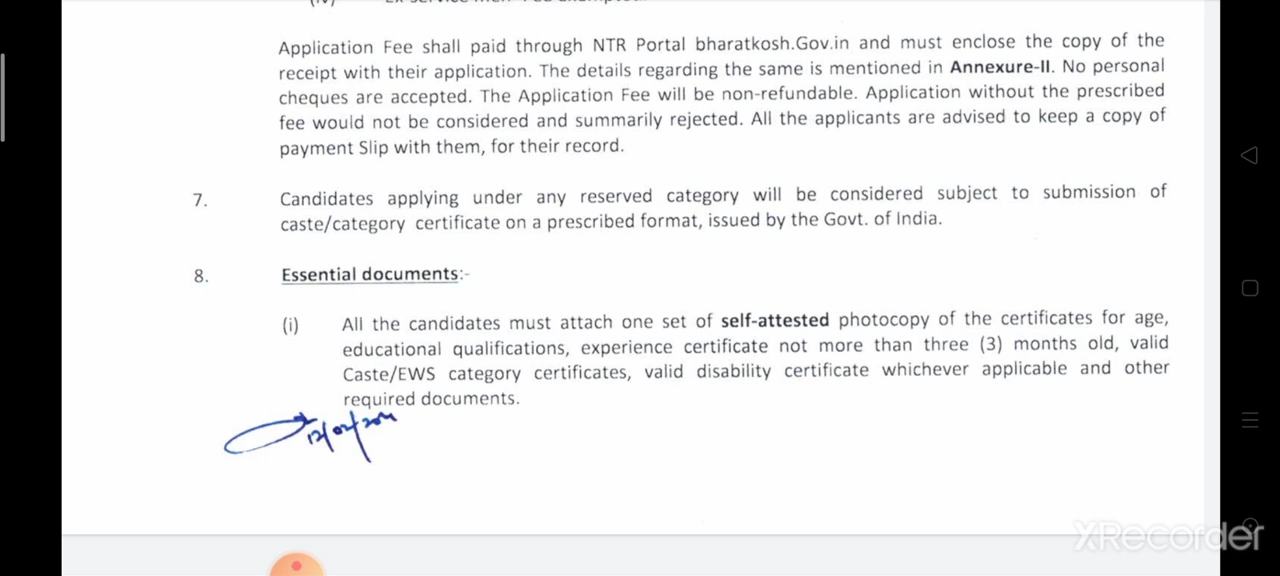 Application Fee shall paid through NTR Portal bharatkosh.Gov.in and must enclose the copy of the
receipt with their application. The details regarding the same is mentioned in Annexure-II. No personal
cheques are accepted. The Application Fee will be non-refundable. Application without the prescribed
fee would not be considered and summarily rejected. All the applicants are advised to keep a copy of
payment Slip with them, for their record.
7. Candidates applying under any reserved category will be considered subject to submission of
caste/category certificate on a prescribed format, issued by the Govt. of India.
8. Essential documents:-
(i) All the candidates must attach one set of self-attested photocopy of the certificates for age,
educational qualifications, experience certificate not more than three (3) months old, valid
Caste/EWS category certificates, valid disability certificate whichever applicable and other
required documents.
XRecorder